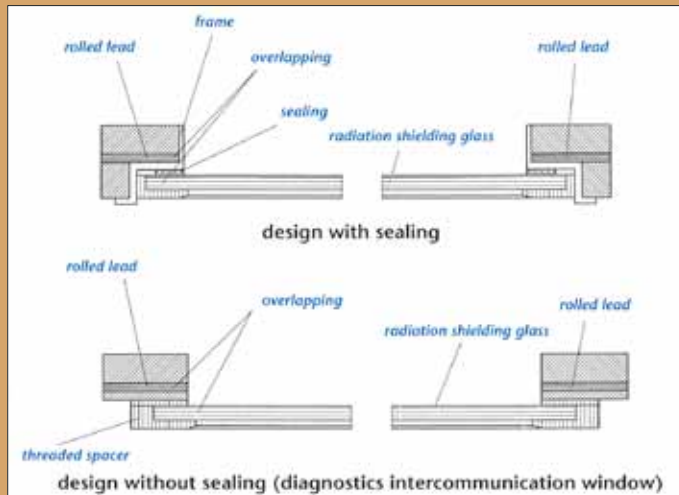 frame
rolled lead
overlapping
rolled lead
sealing
radiation shielding glass
design with sealing
rolled lead
overlapping
rolled lead
radiation shielding glass
threaded spacer
design without sealing (diagnostics intercommunication window)